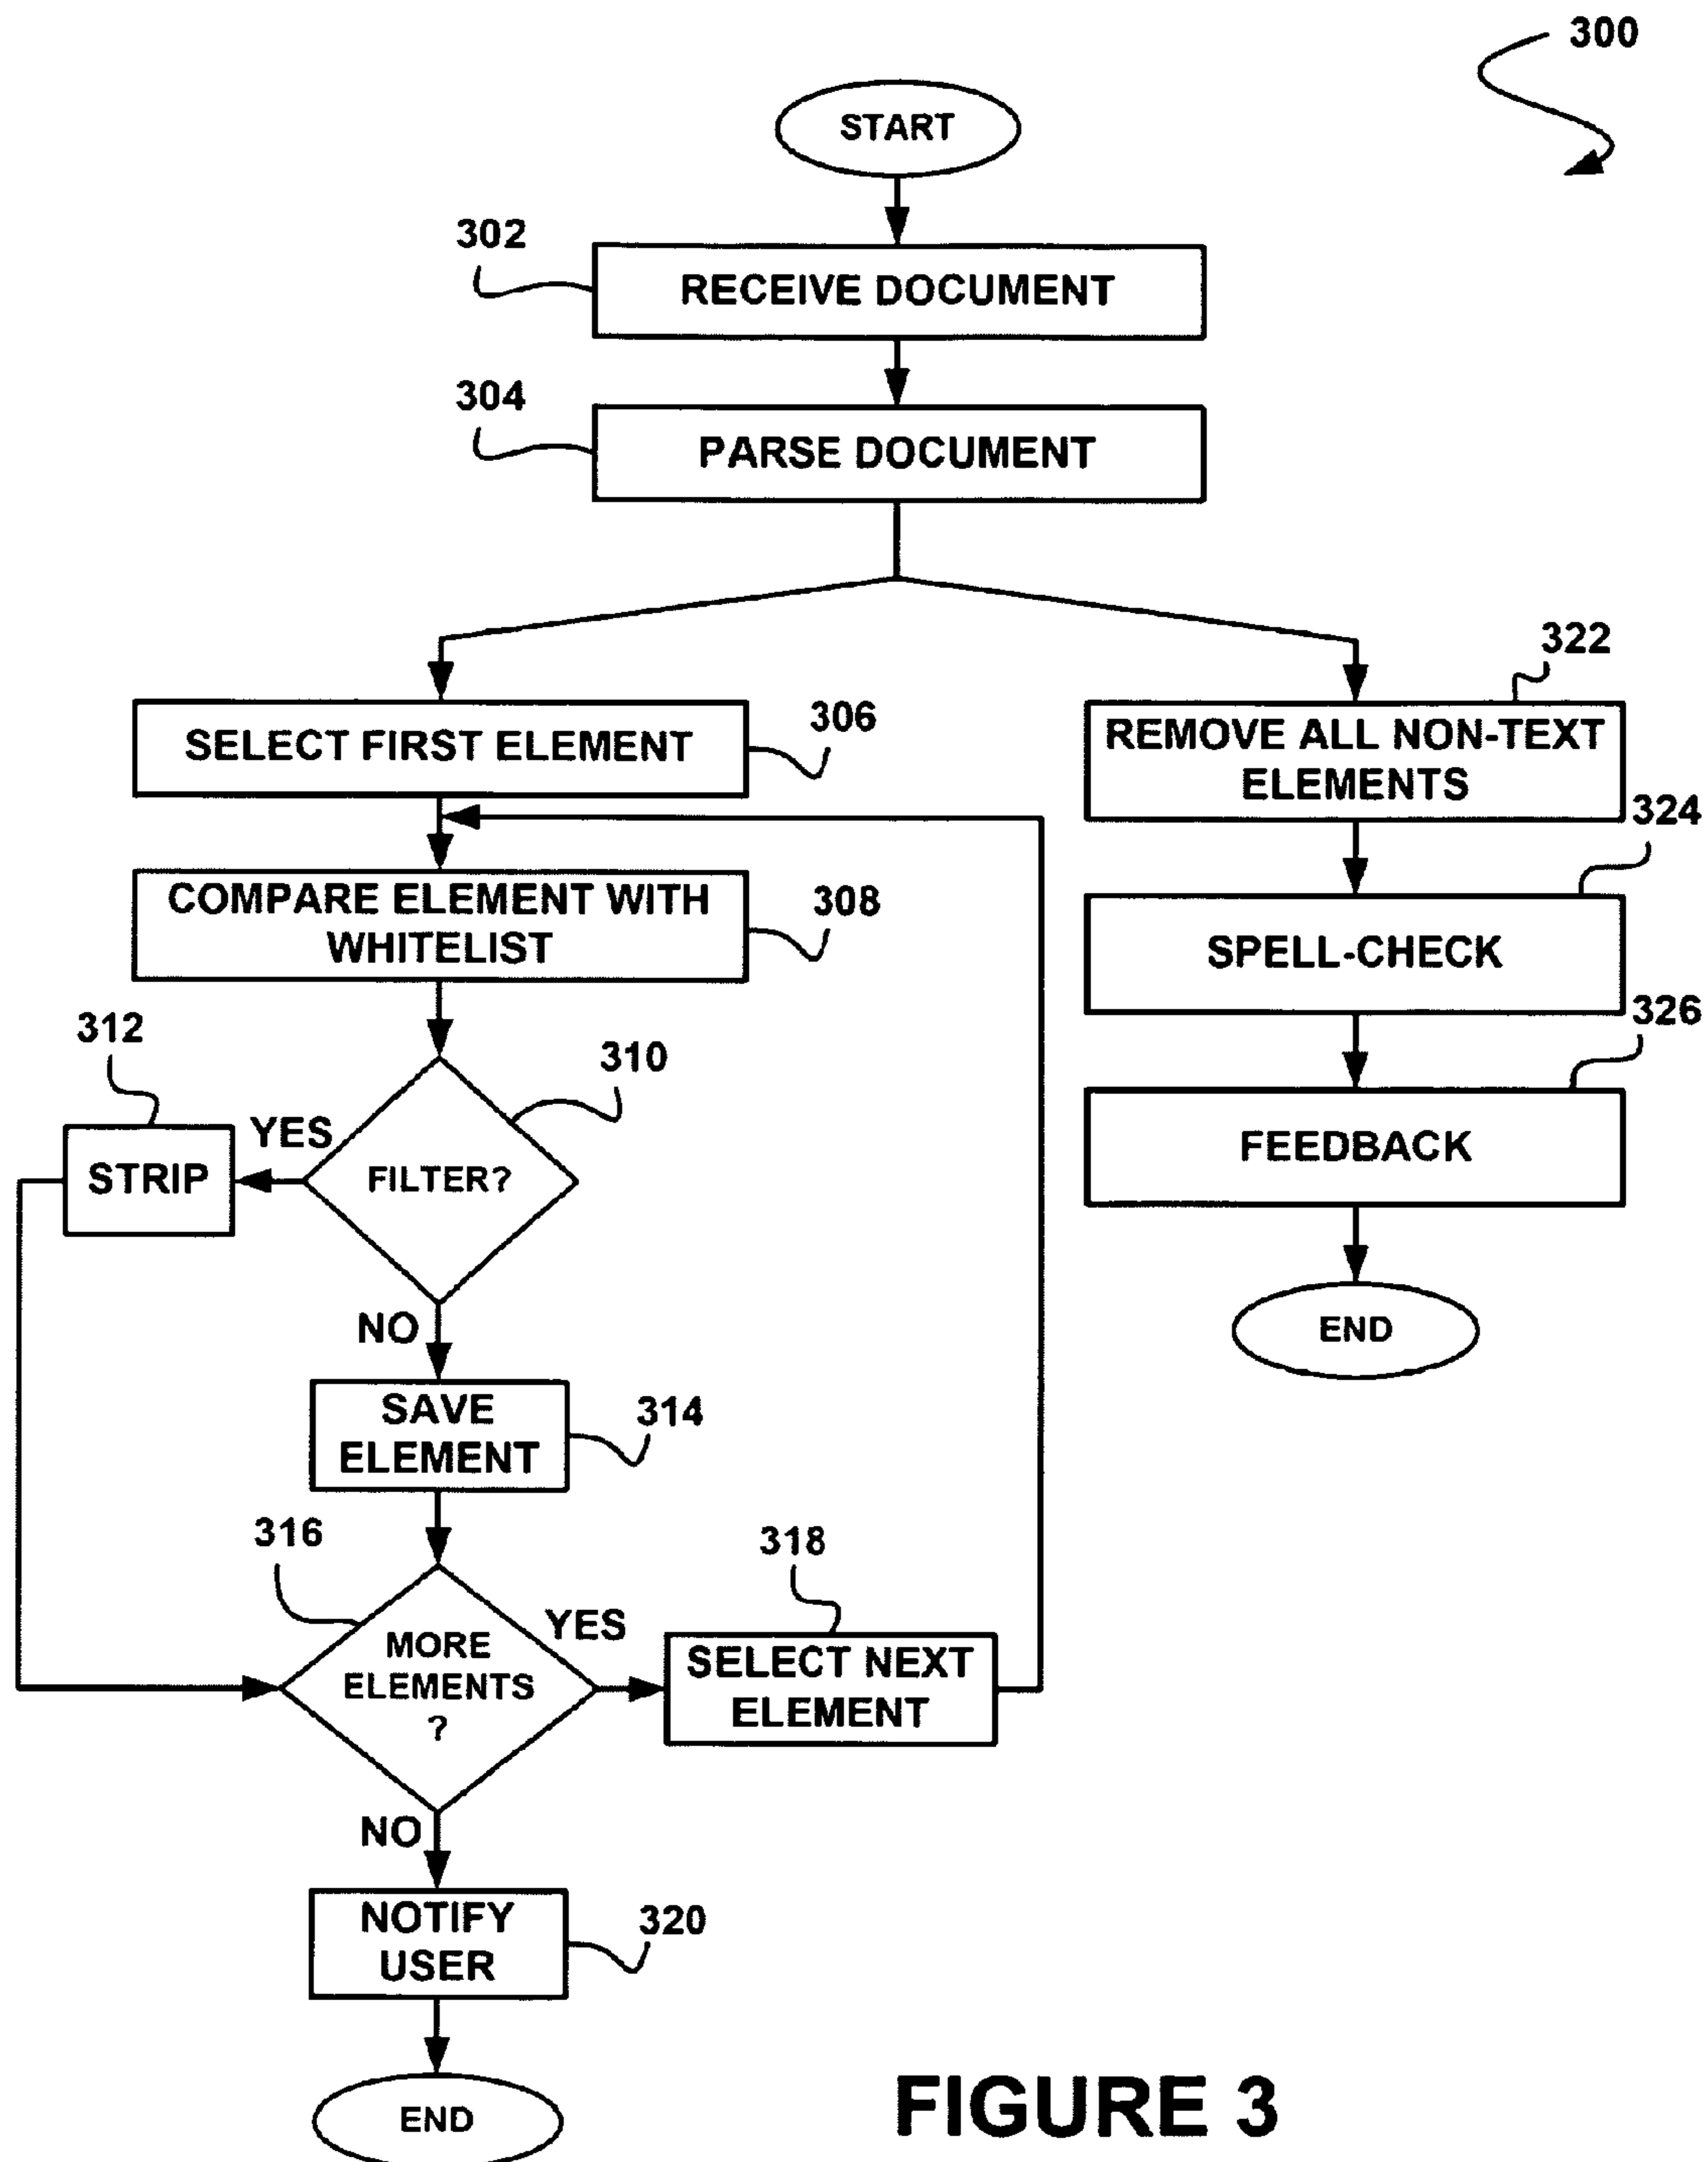 300
START
302
RECEIVE DOCUMENT
304
PARSE DOCUMENT
322
306
SELECT FIRST ELEMENT
REMOVE ALL NON-TEXT
ELEMENTS
324
COMPARE ELEMENT WITH
WHITELIST
308
SPELL-CHECK
326
312
310
YES
STRIP
FILTER?
FEEDBACK
NO
END
SAVE
ELEMENT
314
316
318
YES
MORE
ELEMENTS
?
SELECT NEXT
ELEMENT
NO
NOTIFY
USER
320
END
FIGURE 3